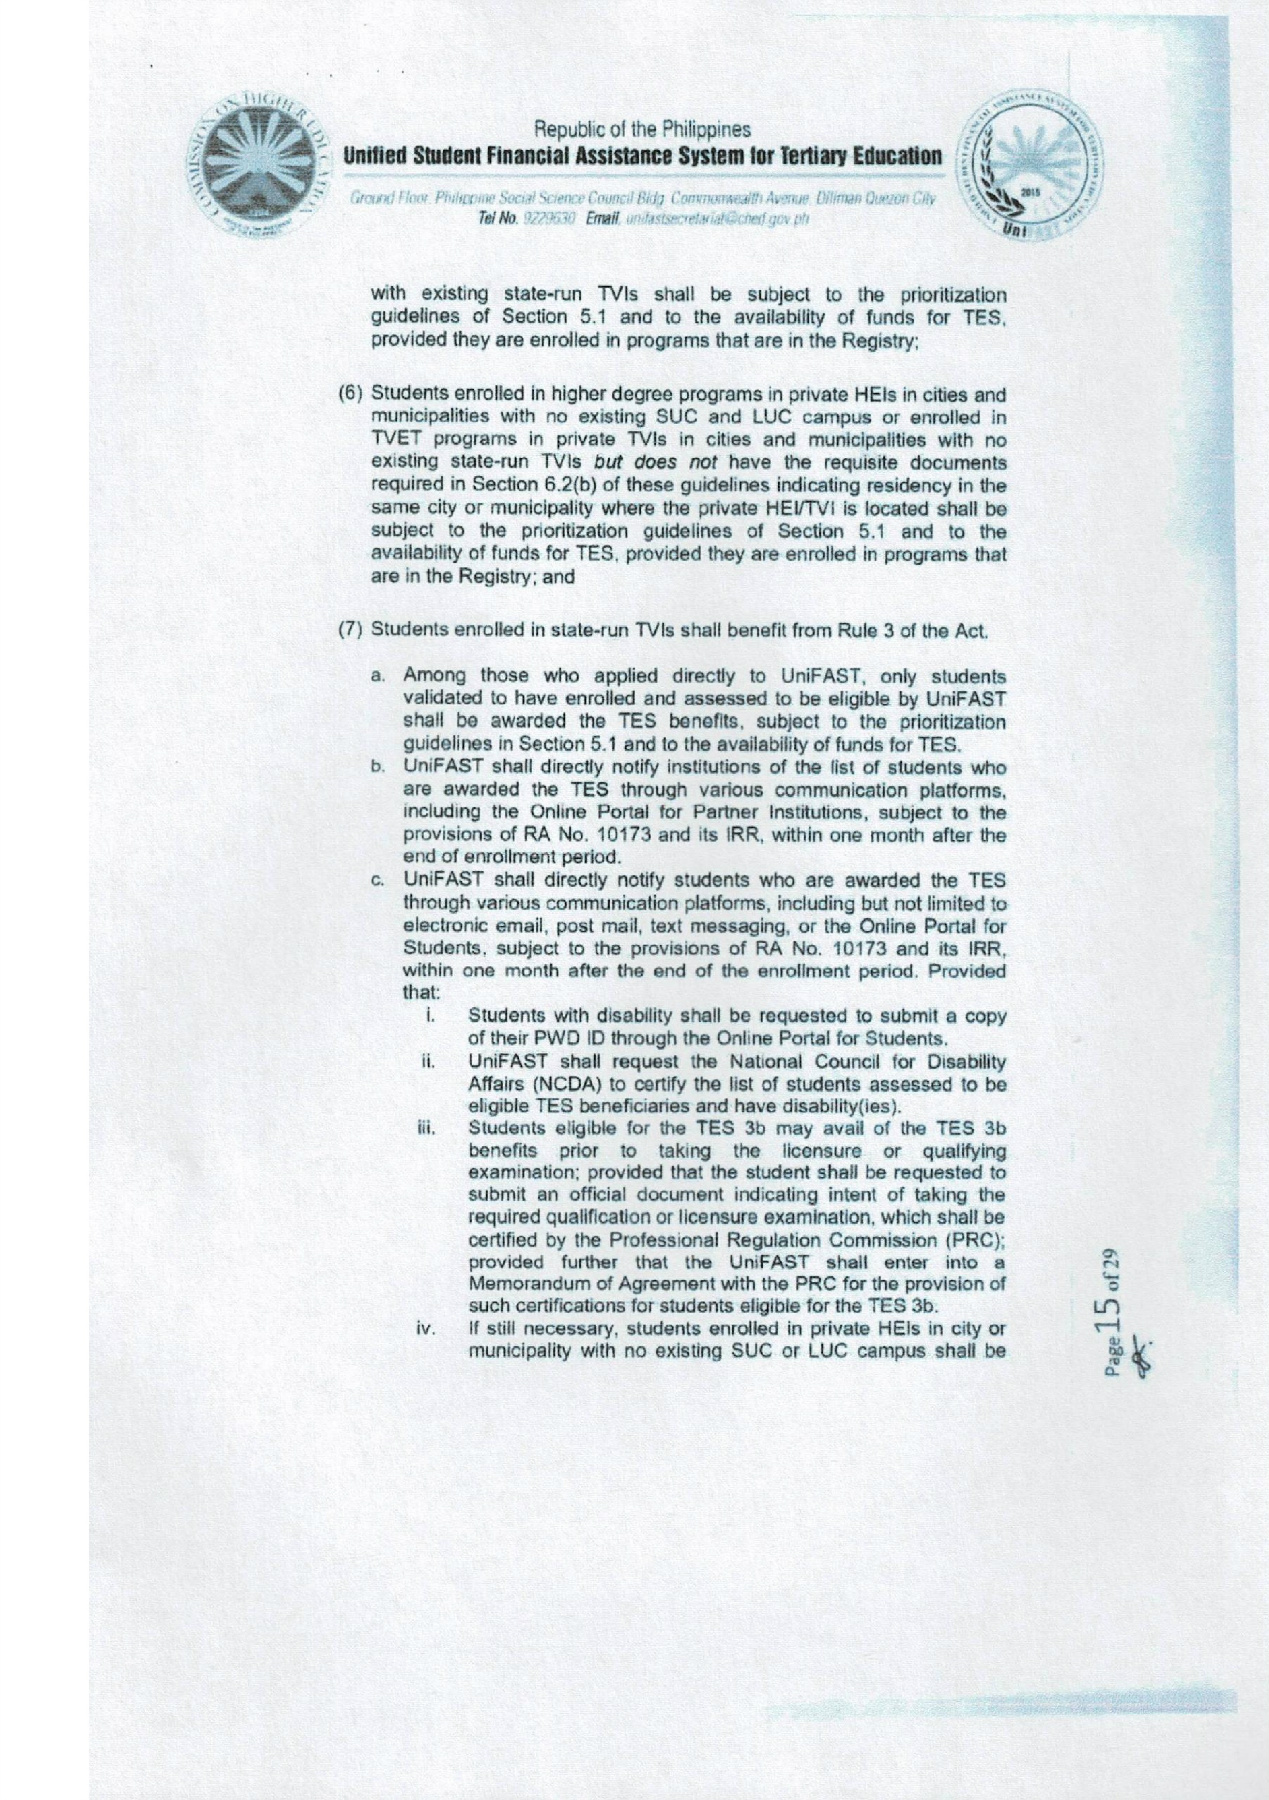 COMMISSION ON HIGHER EDUCATION
Republic of the Philippines
Unified Student Financial Assistance System for Tertiary Education
Ground Floor, Philippine Social Science Council Bldg. Commonwealth Avenue, Diliman Quezon City
Tel No. 9229630 Email. unifastsecretariat@ched.gov.ph
2015
UniFAST
with existing state-run TVIs shall be subject to the prioritization
guidelines of Section 5.1 and to the availability of funds for TES,
provided they are enrolled in programs that are in the Registry;
(6) Students enrolled in higher degree programs in private HEIs in cities and
municipalities with no existing SUC and LUC campus or enrolled in
TVET programs in private TVIs in cities and municipalities with no
existing state-run TVIs but does not have the requisite documents
required in Section 6.2(b) of these guidelines indicating residency in the
same city or municipality where the private HEI/TVI is located shall be
subject to the prioritization guidelines of Section 5.1 and to the
availability of funds for TES, provided they are enrolled in programs that
are in the Registry; and
(7) Students enrolled in state-run TVIs shall benefit from Rule 3 of the Act.
a. Among those who applied directly to UniFAST, only students
validated to have enrolled and assessed to be eligible by UniFAST
shall be awarded the TES benefits, subject to the prioritization
guidelines in Section 5.1 and to the availability of funds for TES.
b. UniFAST shall directly notify institutions of the list of students who
are awarded the TES through various communication platforms,
including the Online Portal for Partner Institutions, subject to the
provisions of RA No. 10173 and its IRR, within one month after the
end of enrollment period.
c. UniFAST shall directly notify students who are awarded the TES
through various communication platforms, including but not limited to
electronic email, post mail, text messaging, or the Online Portal for
Students, subject to the provisions of RA No. 10173 and its IRR,
within one month after the end of the enrollment period. Provided
that:
i. Students with disability shall be requested to submit a copy
of their PWD ID through the Online Portal for Students.
ii. UniFAST shall request the National Council for Disability
Affairs (NCDA) to certify the list of students assessed to be
eligible TES beneficiaries and have disability(ies).
iii. Students eligible for the TES 3b may avail of the TES 3b
benefits prior to taking the licensure or qualifying
examination; provided that the student shall be requested to
submit an official document indicating intent of taking the
required qualification or licensure examination, which shall be
certified by the Professional Regulation Commission (PRC);
provided further that the UniFAST shall enter into a
Memorandum of Agreement with the PRC for the provision of
such certifications for students eligible for the TES 3b.
iv. If still necessary, students enrolled in private HEIs in city or
municipality with no existing SUC or LUC campus shall be
Page 15 of 29